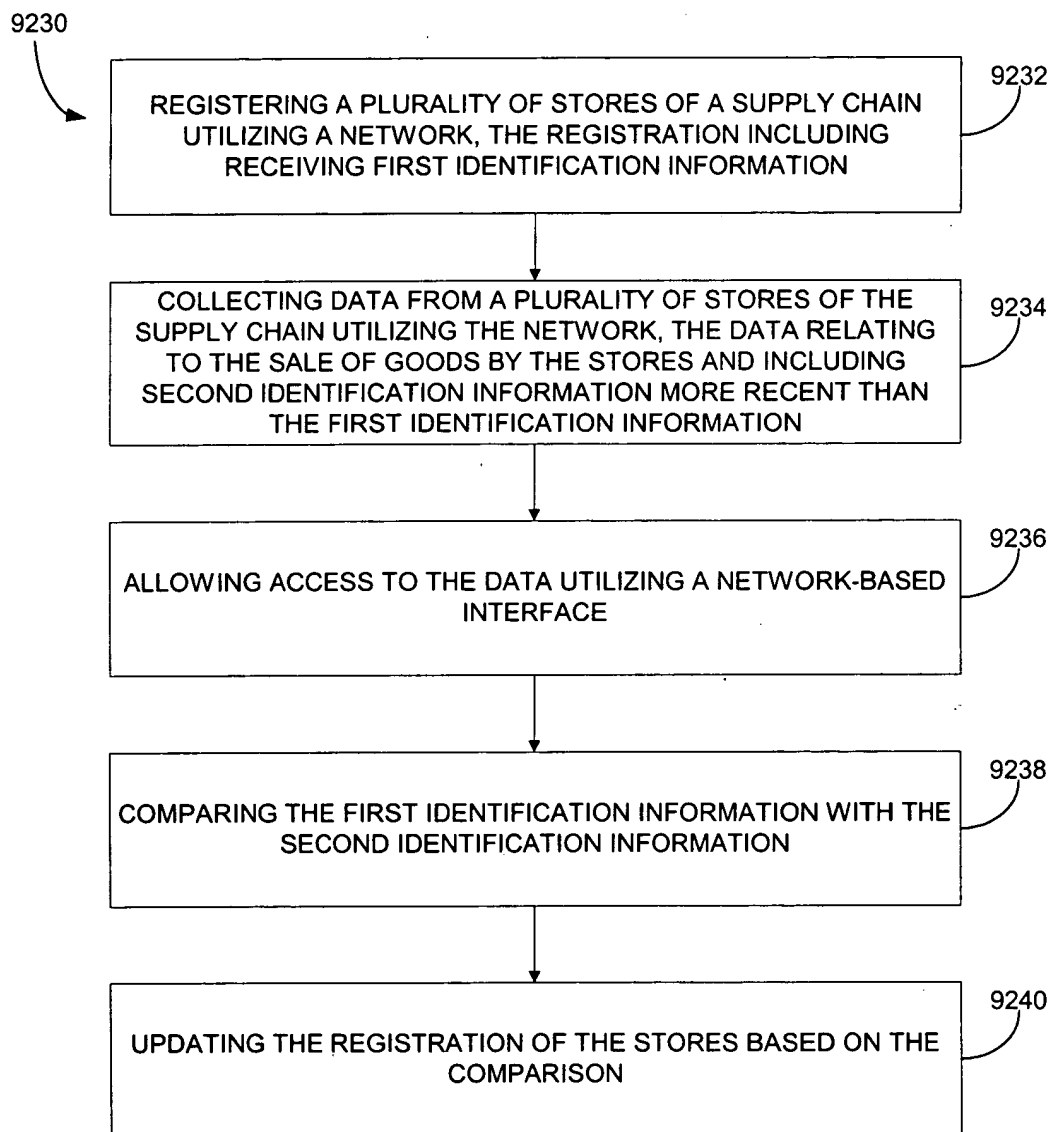 9230
REGISTERING A PLURALITY OF STORES OF A SUPPLY CHAIN
UTILIZING A NETWORK, THE REGISTRATION INCLUDING
RECEIVING FIRST IDENTIFICATION INFORMATION
9232
COLLECTING DATA FROM A PLURALITY OF STORES OF THE
SUPPLY CHAIN UTILIZING THE NETWORK, THE DATA RELATING
TO THE SALE OF GOODS BY THE STORES AND INCLUDING
SECOND IDENTIFICATION INFORMATION MORE RECENT THAN
THE FIRST IDENTIFICATION INFORMATION
9234
ALLOWING ACCESS TO THE DATA UTILIZING A NETWORK-BASED
INTERFACE
9236
COMPARING THE FIRST IDENTIFICATION INFORMATION WITH THE
SECOND IDENTIFICATION INFORMATION
9238
UPDATING THE REGISTRATION OF THE STORES BASED ON THE
COMPARISON
9240